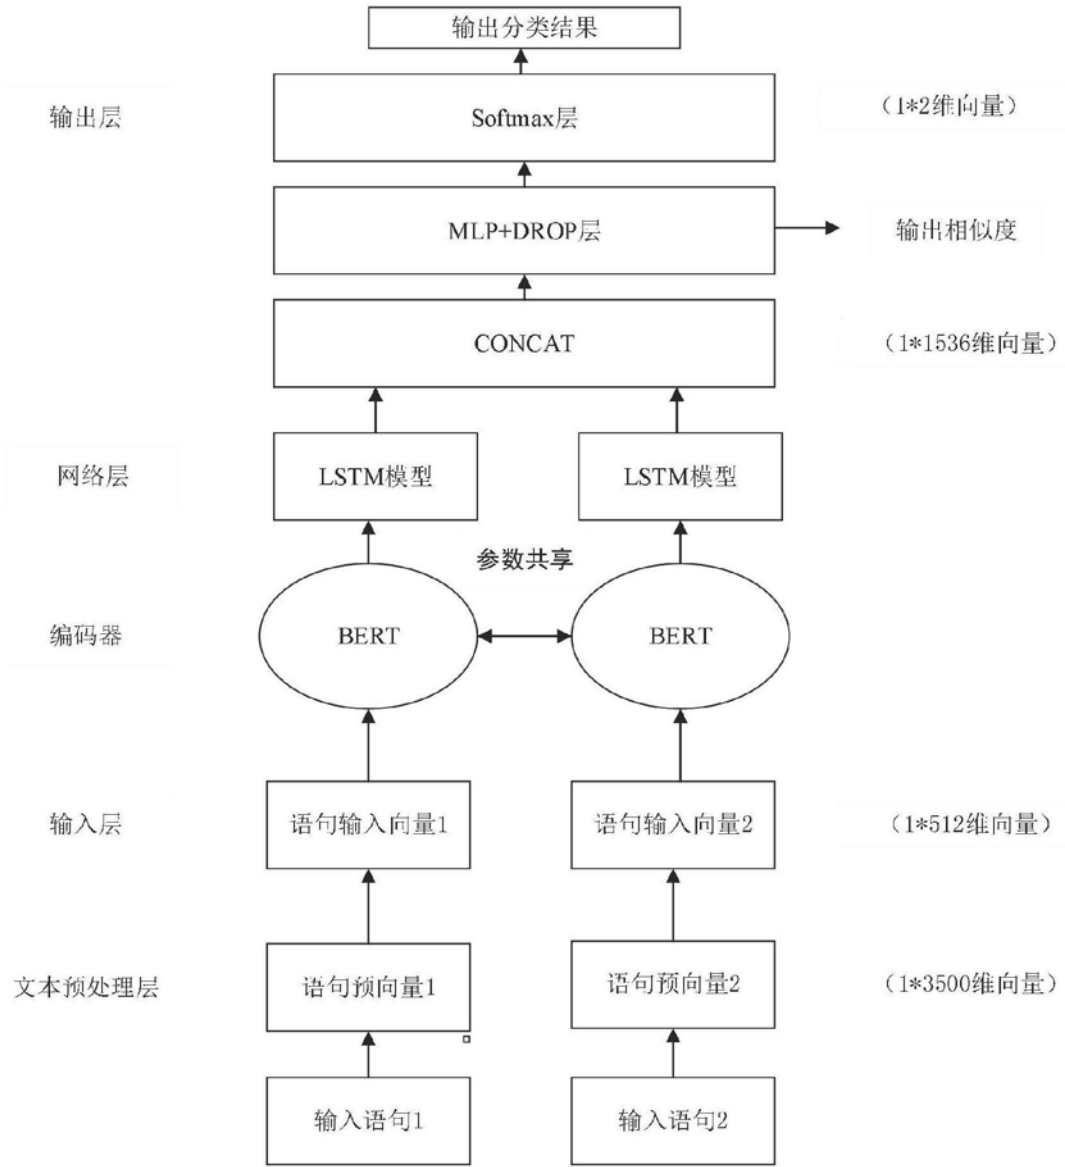 输出分类结果
输出层
Softmax层
（1*2维向量）
MLP+DROP层
输出相似度
CONCAT
（1*1536维向量）
网络层
LSTM模型
LSTM模型
参数共享
编码器
BERT
BERT
输入层
语句输入向量1
语句输入向量2
（1*512维向量）
文本预处理层
语句预向量1
语句预向量2
（1*3500维向量）
输入语句1
输入语句2